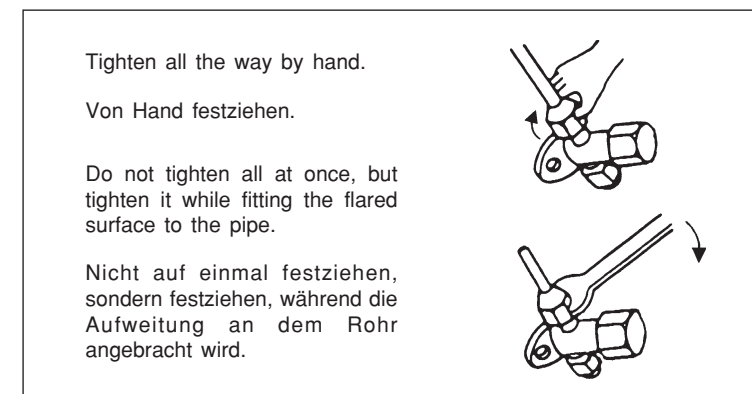 Tighten all the way by hand.
Von Hand festziehen.
Do not tighten all at once, but
tighten it while fitting the flared
surface to the pipe.
Nicht auf einmal festziehen,
sondern festziehen, während die
Aufweitung an dem Rohr
angebracht wird.